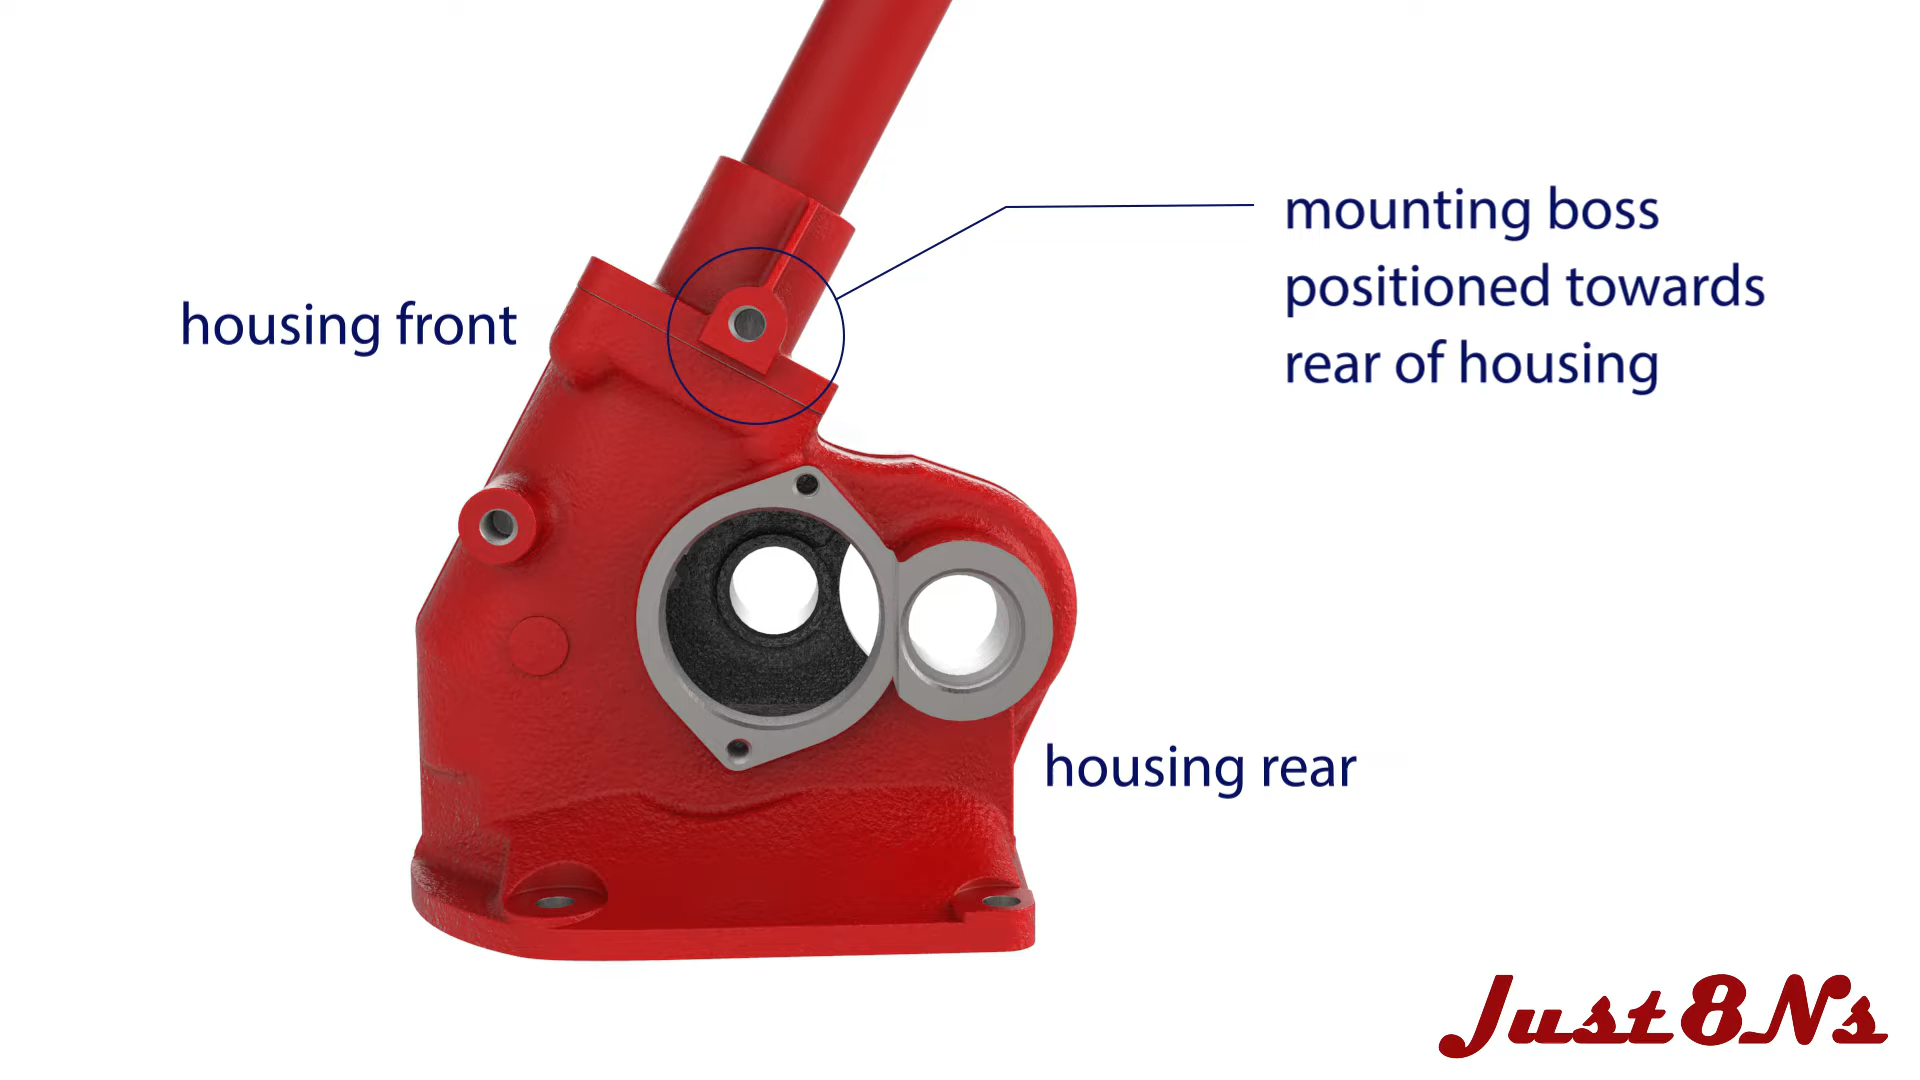 mounting boss
positioned towards
rear of housing
housing front
housing rear
Just8Ns